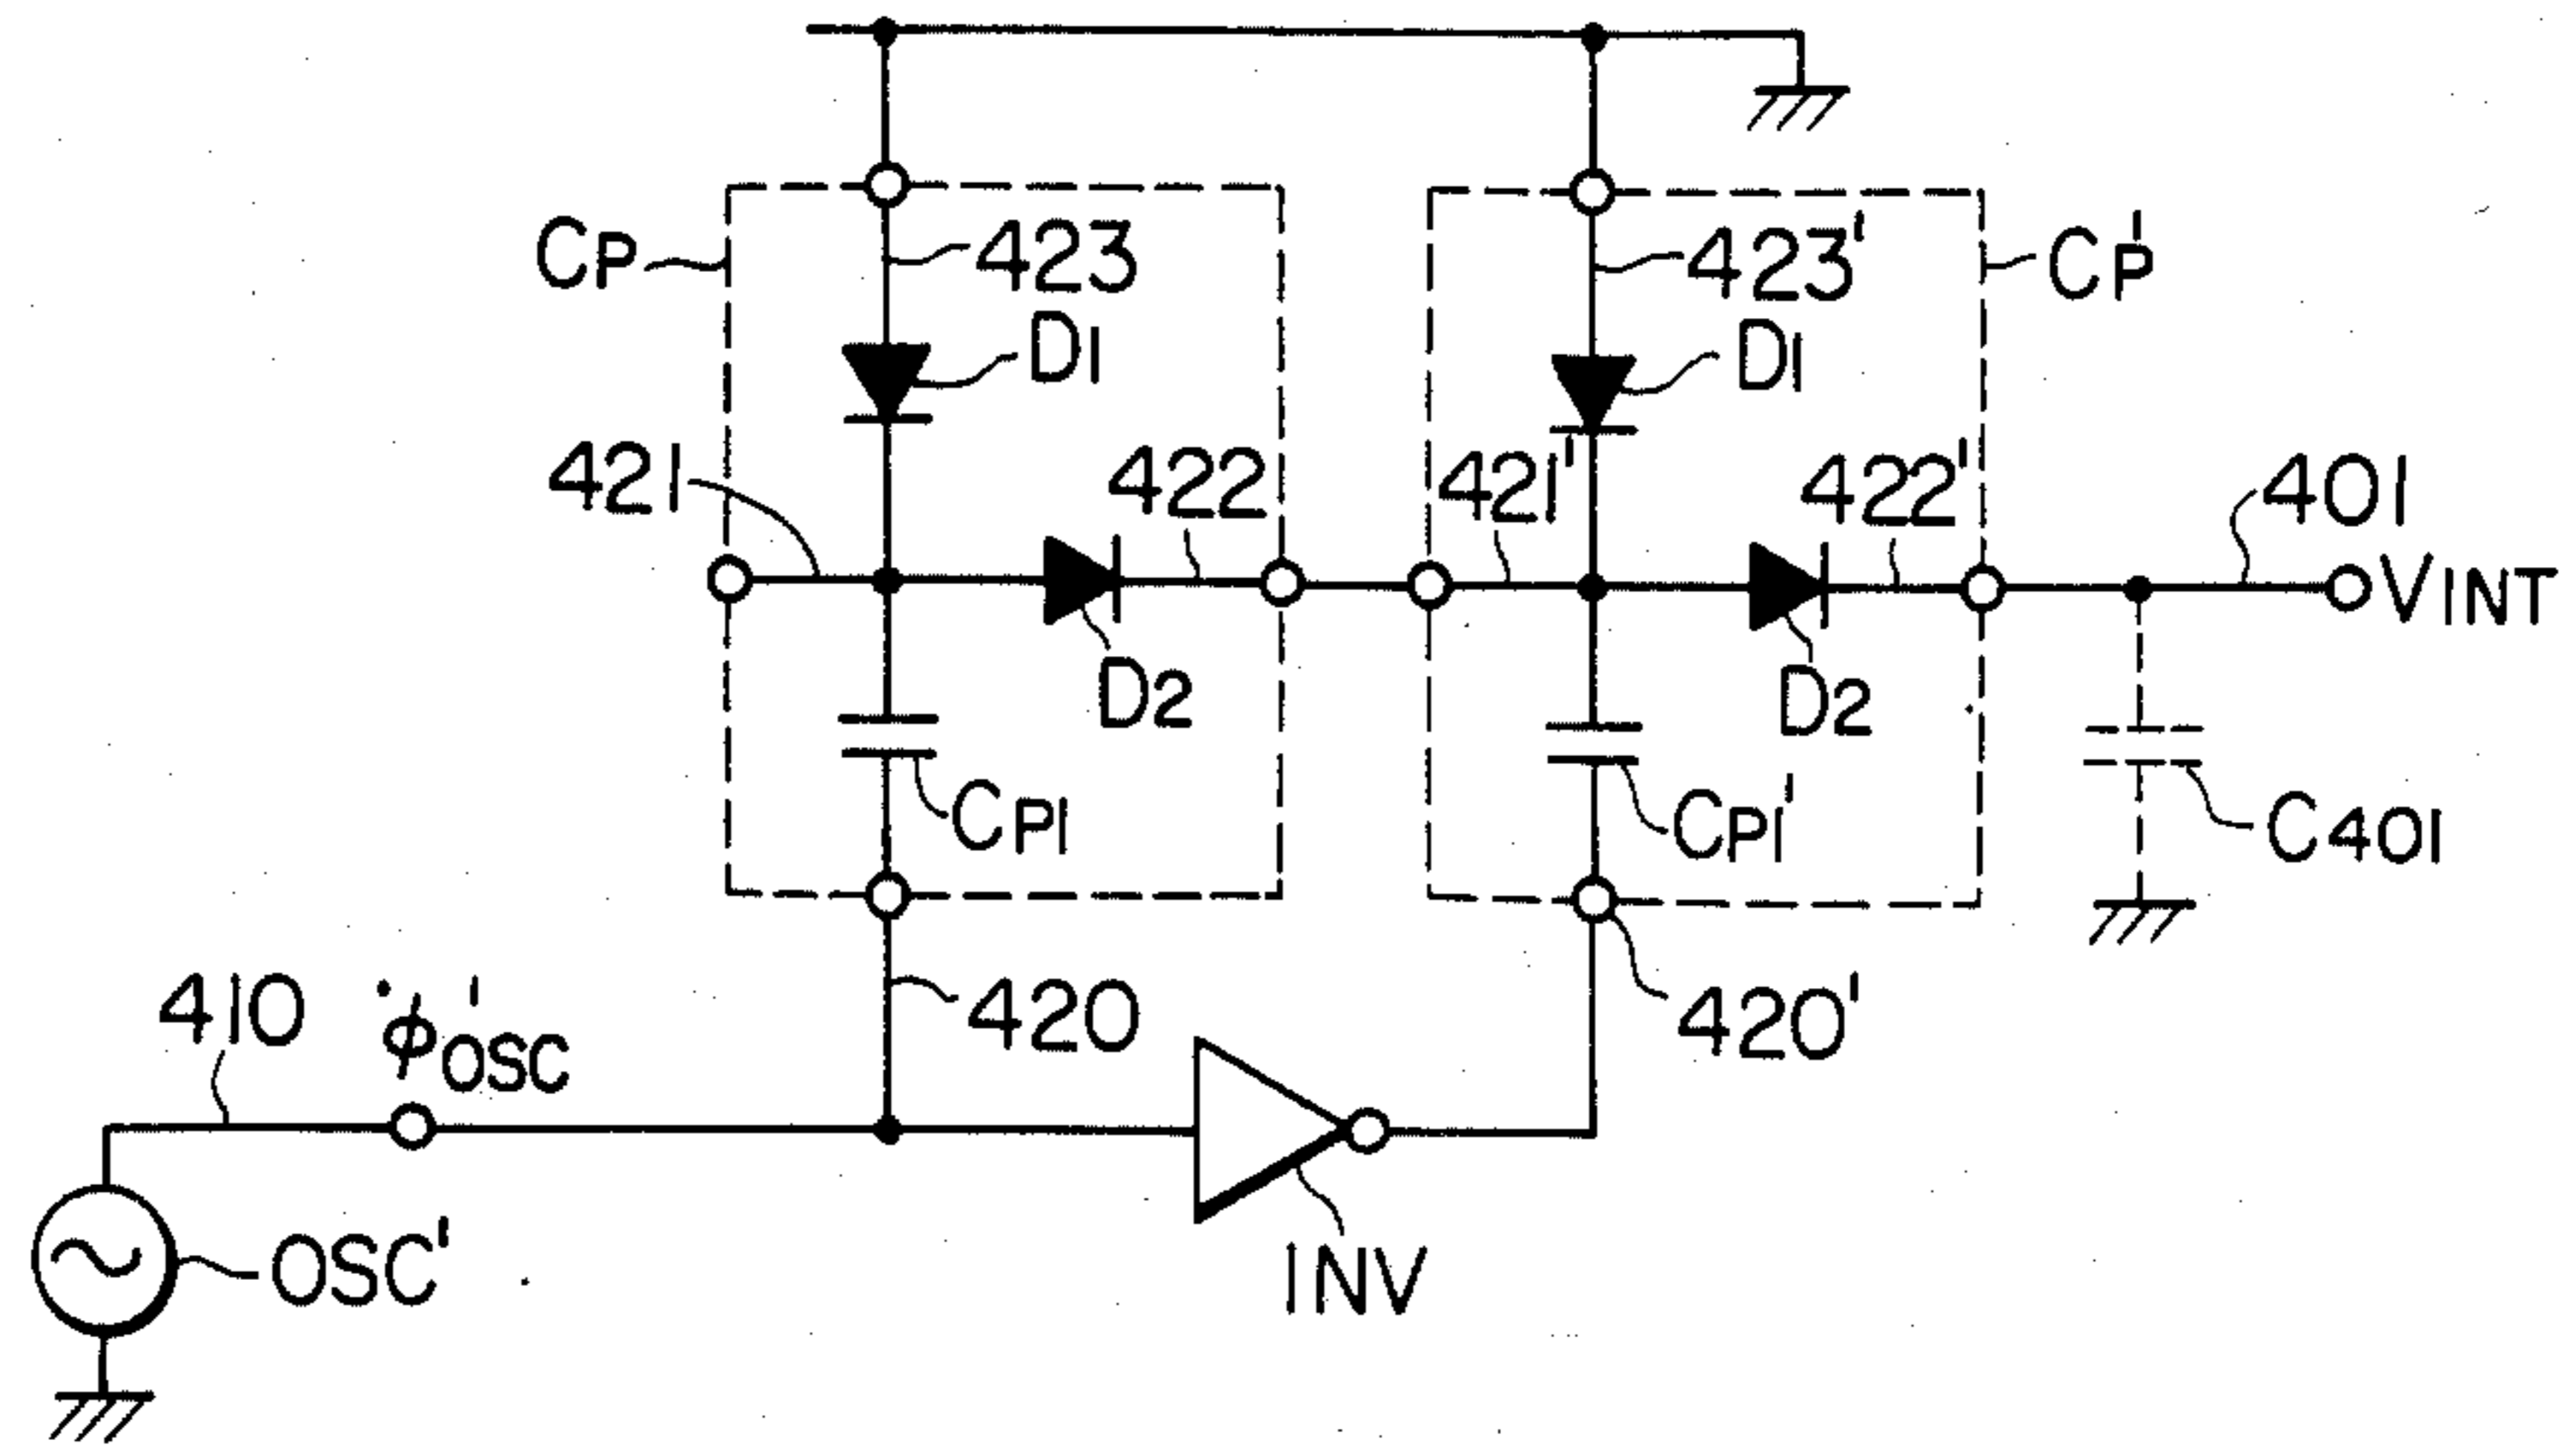 CP
423
D1
423'
CP'
D1
421
422
421'
422'
401
VINT
D2
D2
CP1
CP1'
C401
410
ϕ'OSC
420
420'
OSC'
INV